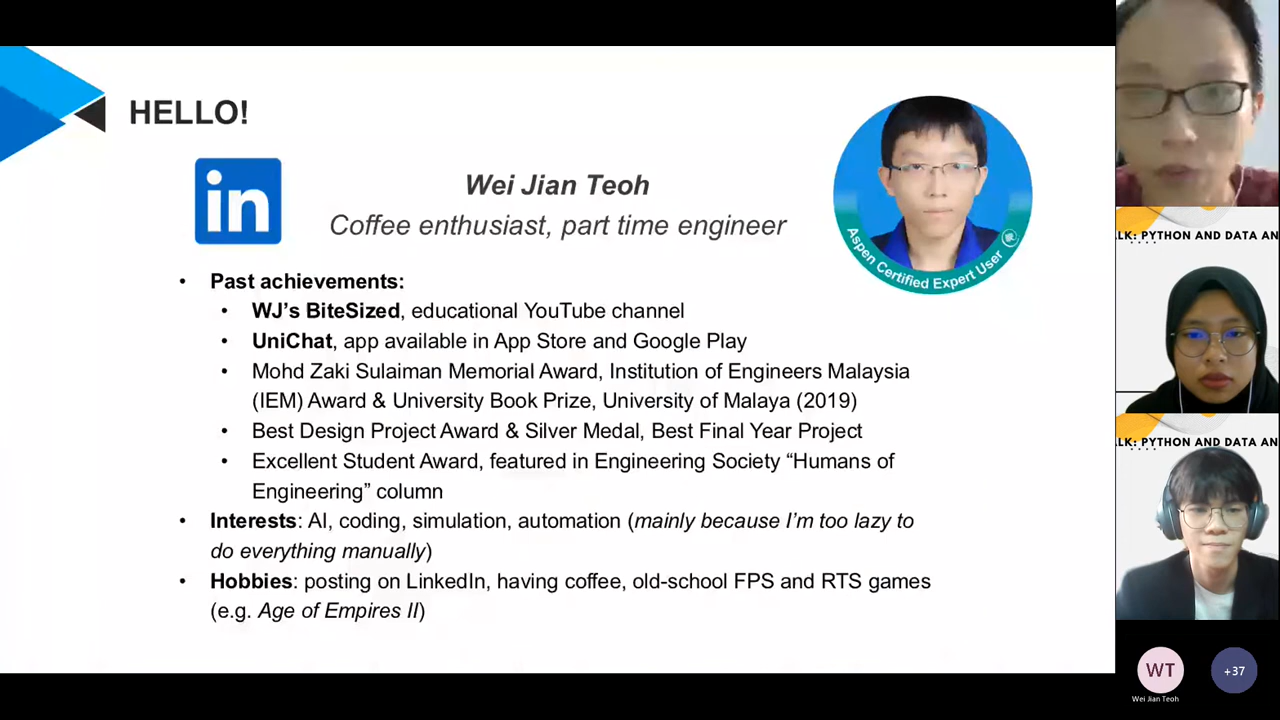 HELLO!
in
Wei Jian Teoh
Coffee enthusiast, part time engineer
Aspen Certified Expert User
• Past achievements:
• WJ's BiteSized, educational YouTube channel
• UniChat, app available in App Store and Google Play
• Mohd Zaki Sulaiman Memorial Award, Institution of Engineers Malaysia
(IEM) Award & University Book Prize, University of Malaya (2019)
• Best Design Project Award & Silver Medal, Best Final Year Project
• Excellent Student Award, featured in Engineering Society “Humans of
Engineering” column
• Interests: AI, coding, simulation, automation (mainly because I'm too lazy to
do everything manually)
• Hobbies: posting on LinkedIn, having coffee, old-school FPS and RTS games
(e.g. Age of Empires II)
LK: PYTHON AND DATA AN
LK: PYTHON AND DATA AN
WT
+37
Wei Jian Teoh